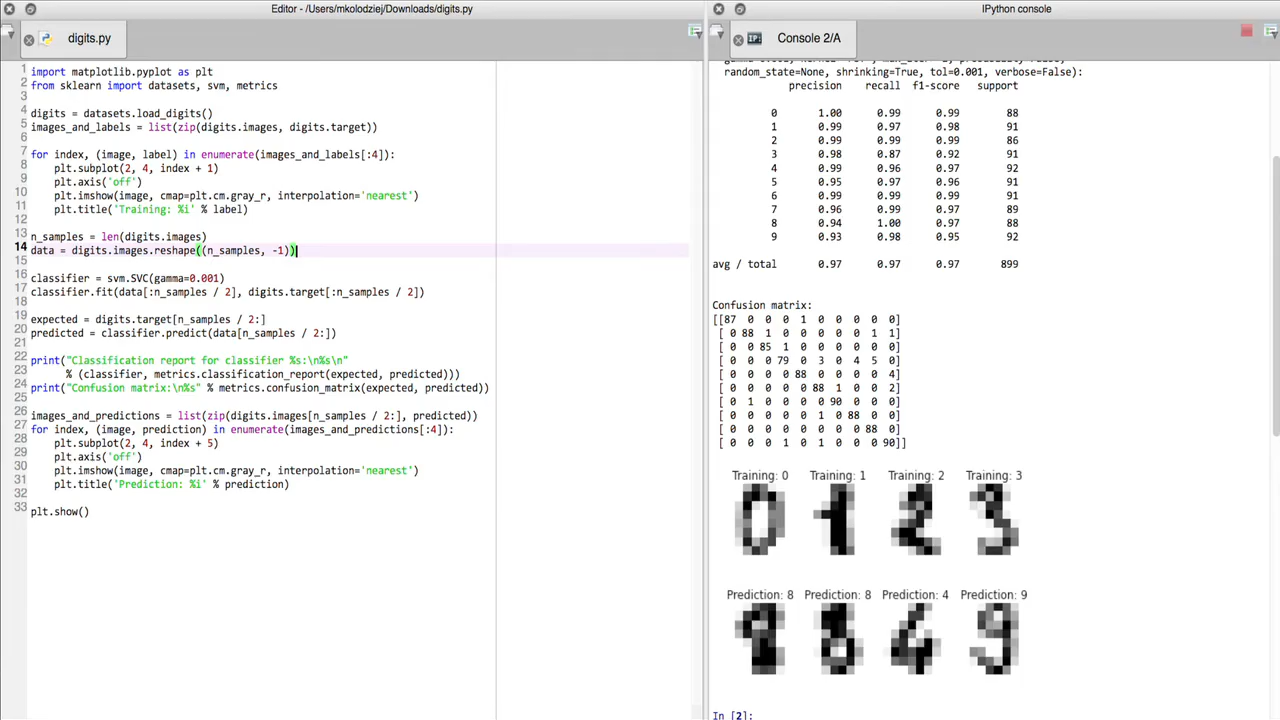 Editor - /Users/mkolodziej/Downloads/digits.py
digits.py
1 import matplotlib.pyplot as plt
2 from sklearn import datasets, svm, metrics
3
4 digits = datasets.load_digits()
5 images_and_labels = list(zip(digits.images, digits.target))
6
7 for index, (image, label) in enumerate(images_and_labels[:4]):
8 plt.subplot(2, 4, index + 1)
9 plt.axis('off')
10 plt.imshow(image, cmap=plt.cm.gray_r, interpolation='nearest')
11 plt.title('Training: %i' % label)
12
13 n_samples = len(digits.images)
14 data = digits.images.reshape((n_samples, -1))
15
16 classifier = svm.SVC(gamma=0.001)
17 classifier.fit(data[:n_samples / 2], digits.target[:n_samples / 2])
18
19 expected = digits.target[n_samples / 2:]
20 predicted = classifier.predict(data[n_samples / 2:])
21
22 print("Classification report for classifier %s:\n%s\n"
23 % (classifier, metrics.classification_report(expected, predicted)))
24 print("Confusion matrix:\n%s" % metrics.confusion_matrix(expected, predicted))
25
26 images_and_predictions = list(zip(digits.images[n_samples / 2:], predicted))
27 for index, (image, prediction) in enumerate(images_and_predictions[:4]):
28 plt.subplot(2, 4, index + 5)
29 plt.axis('off')
30 plt.imshow(image, cmap=plt.cm.gray_r, interpolation='nearest')
31 plt.title('Prediction: %i' % prediction)
32
33 plt.show()
IPython console
Console 2/A
random_state=None, shrinking=True, tol=0.001, verbose=False):
precision recall f1-score support
0 1.00 0.99 0.99 88
1 0.99 0.97 0.98 91
2 0.99 0.99 0.99 86
3 0.98 0.87 0.92 91
4 0.99 0.96 0.97 92
5 0.95 0.97 0.96 91
6 0.99 0.99 0.99 91
7 0.96 0.99 0.97 89
8 0.94 1.00 0.97 88
9 0.93 0.98 0.95 92
avg / total 0.97 0.97 0.97 899
Confusion matrix:
[[87 0 0 0 1 0 0 0 0 0]
[ 0 88 1 0 0 0 0 0 1 1]
[ 0 0 85 1 0 0 0 0 0 0]
[ 0 0 0 79 0 3 0 4 5 0]
[ 0 0 0 0 88 0 0 0 0 4]
[ 0 0 0 0 0 88 1 0 0 2]
[ 0 1 0 0 0 0 90 0 0 0]
[ 0 0 0 0 0 1 0 88 0 0]
[ 0 0 0 0 0 0 0 0 88 0]
[ 0 0 0 1 0 1 0 0 0 90]]
Training: 0 Training: 1 Training: 2 Training: 3
Prediction: 8 Prediction: 8 Prediction: 4 Prediction: 9
In [2]: